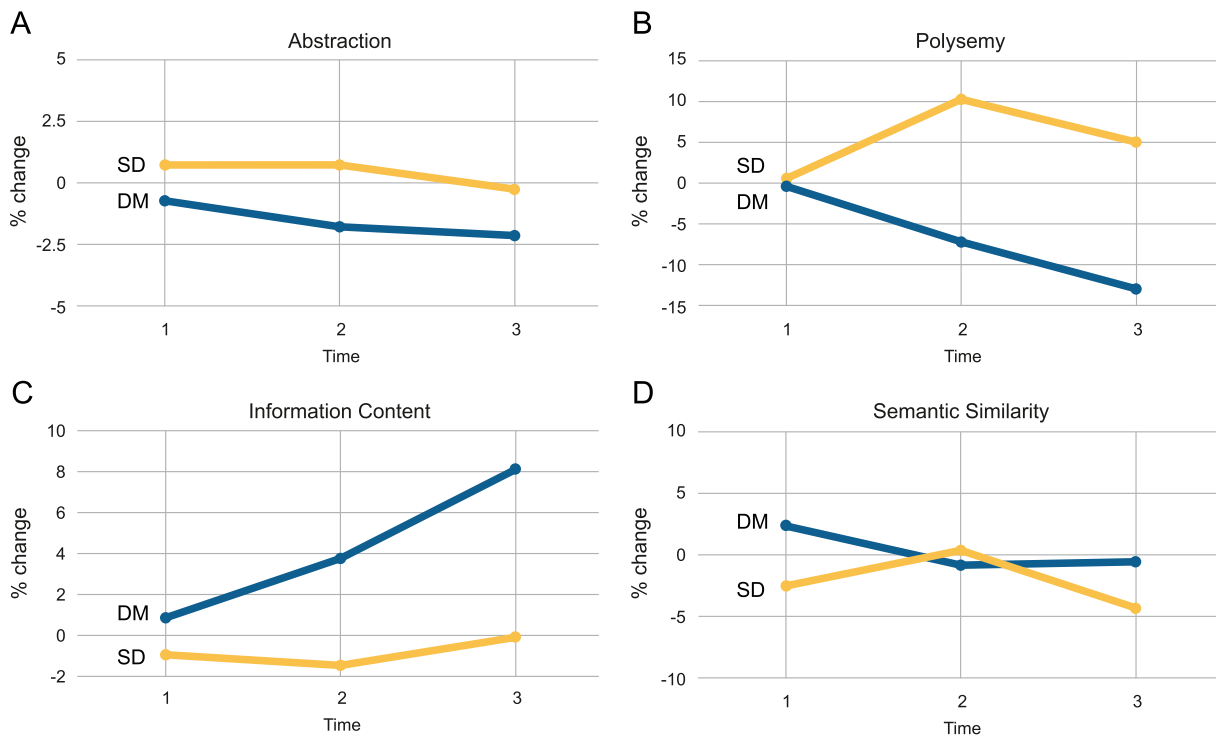 A
Abstraction
5
2.5
0
-2.5
-5
% change
SD
DM
1 2 3
Time
B
Polysemy
15
10
5
0
-5
-10
-15
% change
SD
DM
1 2 3
Time
C
Information Content
10
8
6
4
2
0
-2
% change
DM
SD
1 2 3
Time
D
Semantic Similarity
10
5
0
-5
-10
% change
DM
SD
1 2 3
Time